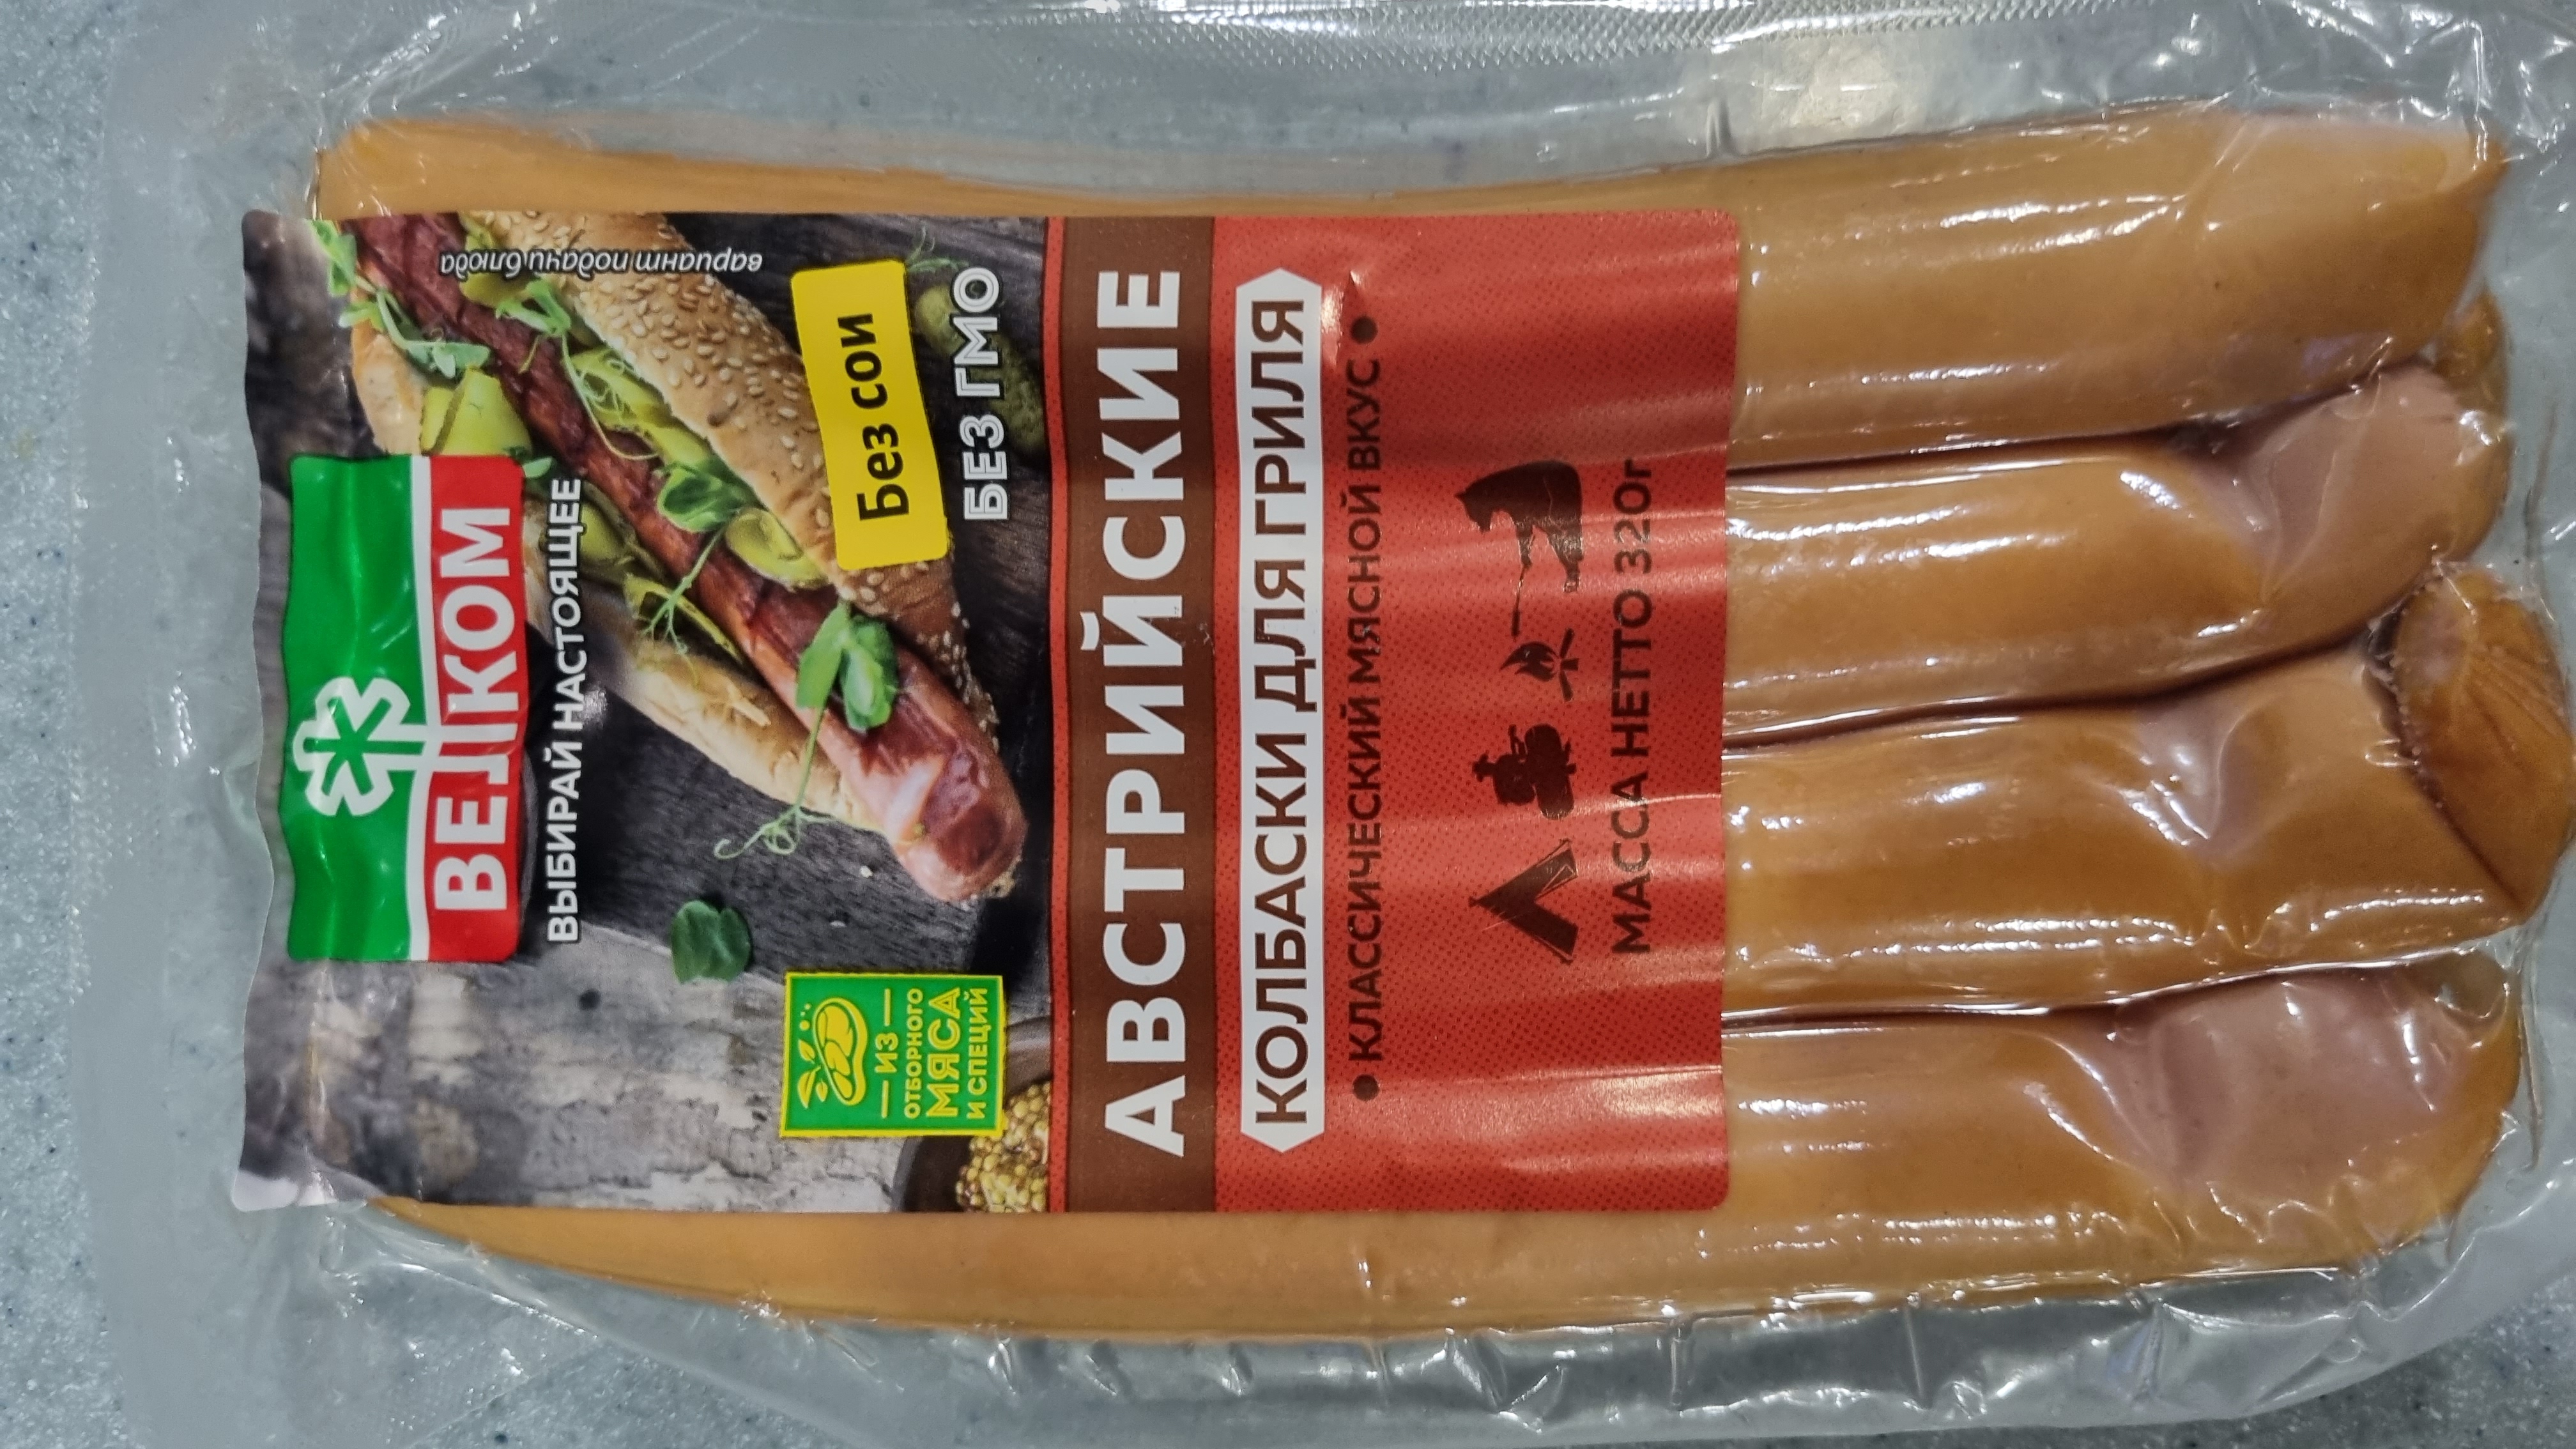 ВЕЛКОМ
ВЫБИРАЙ НАСТОЯЩЕЕ
вариант подачи блюда
Без сои
БЕЗ ГМО
ИЗ
ОТБОРНОГО
МЯСА
И СПЕЦИЙ
АВСТРИЙСКИЕ
КОЛБАСКИ ДЛЯ ГРИЛЯ
• КЛАССИЧЕСКИЙ МЯСНОЙ ВКУС •
МАССА НЕТТО 320г